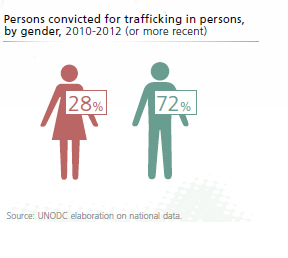 Persons convicted for trafficking in persons,
by gender, 2010-2012 (or more recent)
28%
72%
Source: UNODC elaboration on national data.